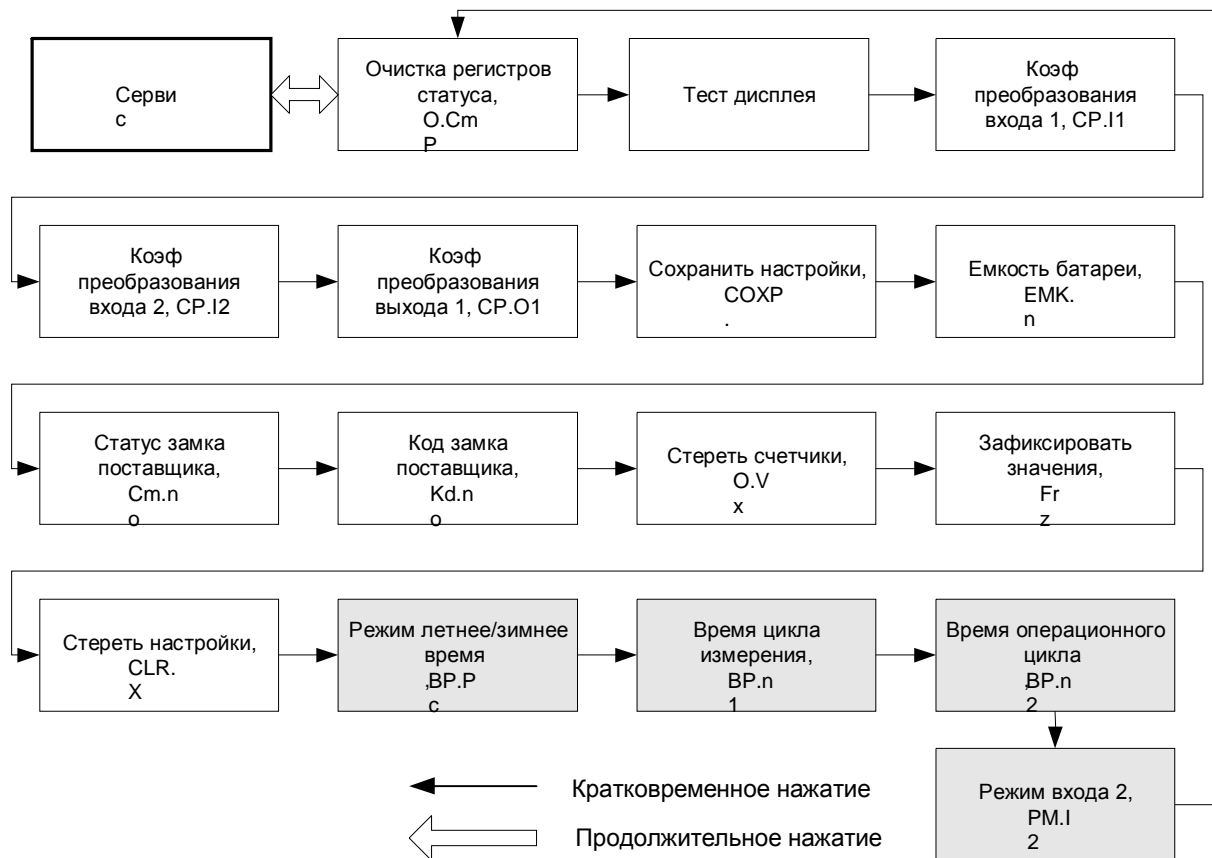 Серви
с
Очистка регистров
статуса,
O.Cm
P
Тест дисплея
Коэф
преобразования
входа 1, CP.I1
Коэф
преобразования
входа 2, CP.I2
Коэф
преобразования
выхода 1, CP.O1
Сохранить настройки,
COXP
.
Емкость батареи,
EMK.
n
Статус замка
поставщика,
Cm.n
o
Код замка
поставщика,
Kd.n
o
Стереть счетчики,
O.V
x
Зафиксировать
значения,
Fr
z
Стереть настройки,
CLR.
X
Режим летнее/зимнее
время
,BP.P
c
Время цикла
измерения,
BP.n
1
Время операционного
цикла
,BP.n
2
Режим входа 2,
PM.I
2
Кратковременное нажатие
Продолжительное нажатие